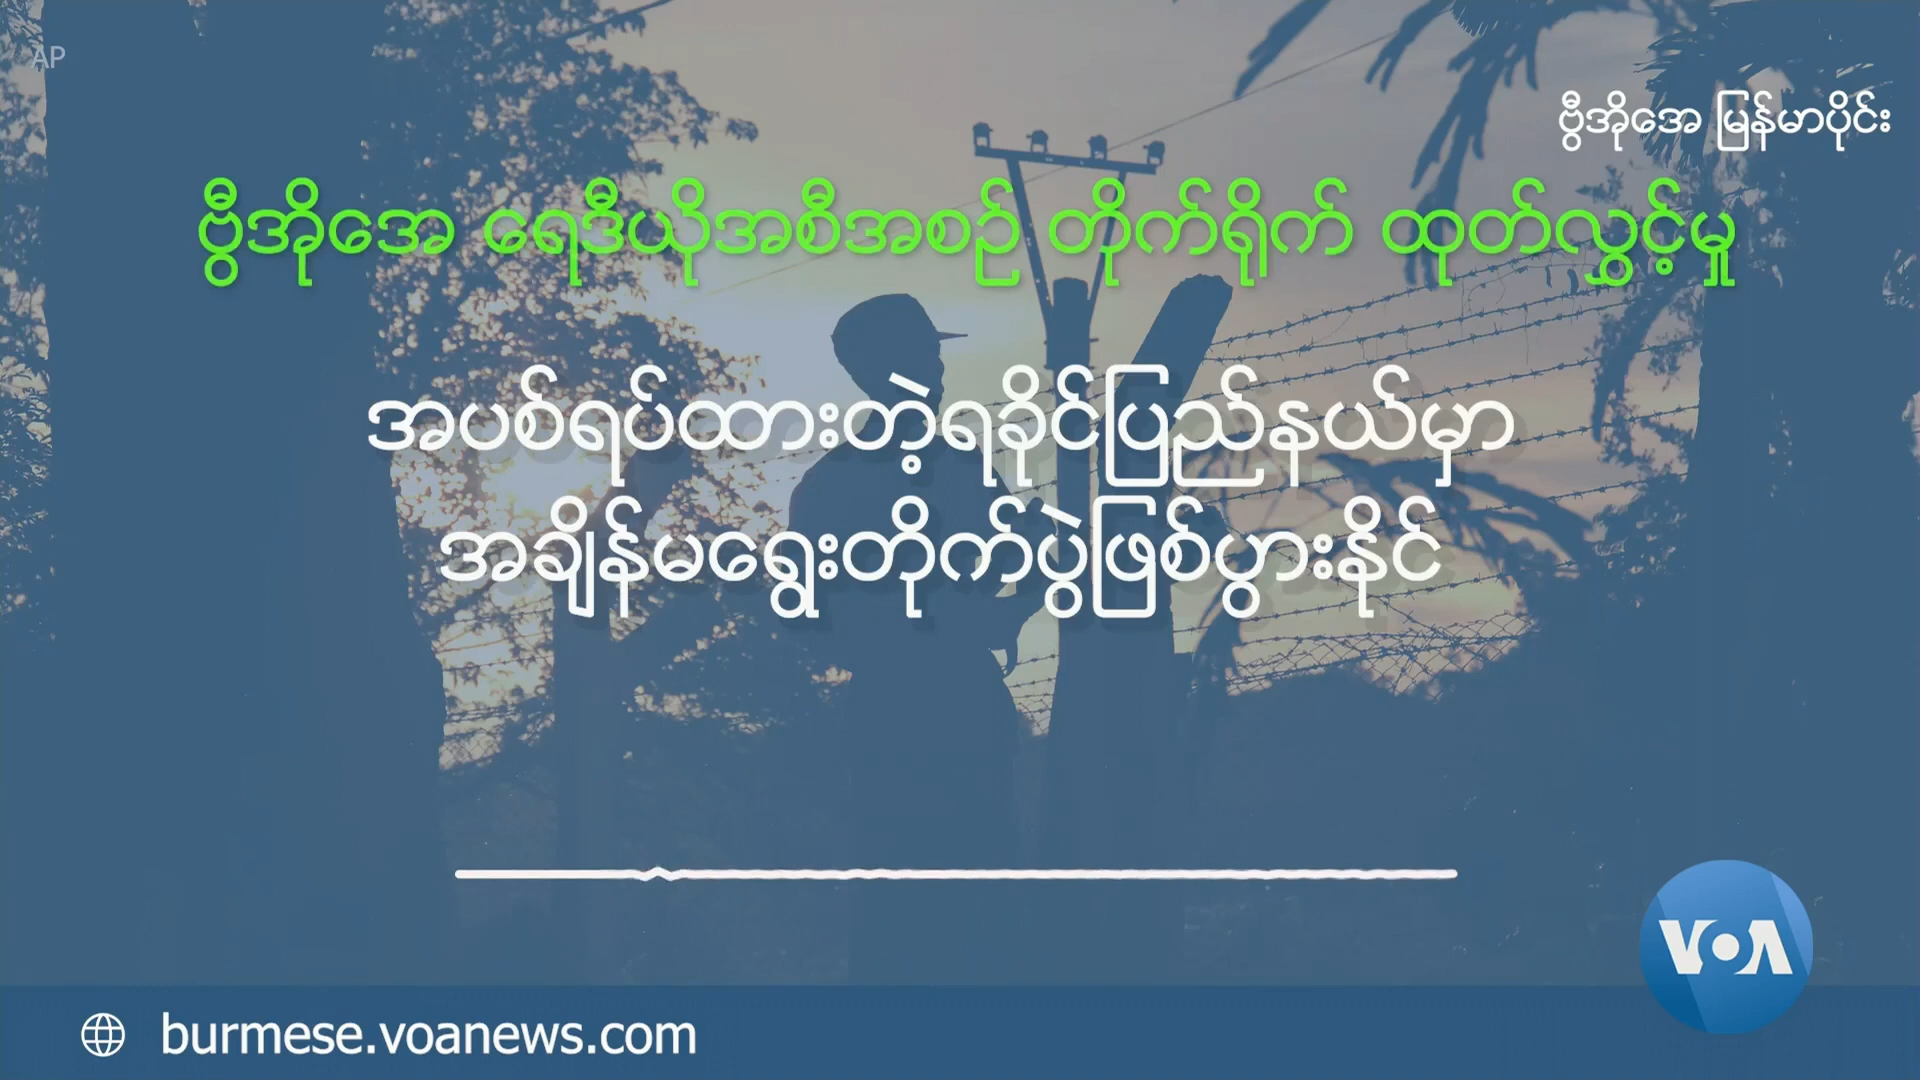 AP
ဗွီအိုအေ မြန်မာပိုင်း
ဗွီအိုအေ ရေဒီယိုအစီအစဉ် တိုက်ရိုက် ထုတ်လွှင့်မှု
အပစ်ရပ်ထားတဲ့ရခိုင်ပြည်နယ်မှာ
အချိန်မရွေးတိုက်ပွဲဖြစ်ပွားနိုင်
VOA
burmese.voanews.com